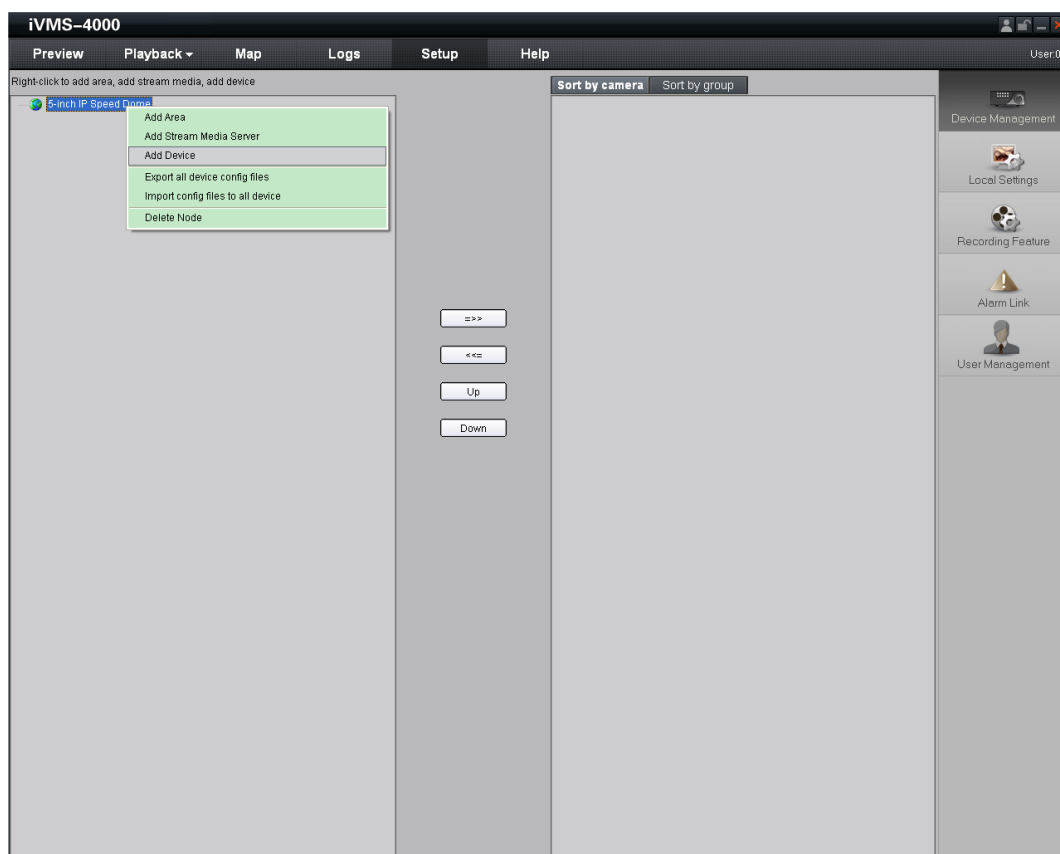 iVMS-4000
Preview Playback Map Logs Setup Help User:0
Right-click to add area, add stream media, add device
5-inch IP Speed Dome
Add Area
Add Stream Media Server
Add Device
Export all device config files
Import config files to all device
Delete Node
=>>
<<=
Up
Down
Sort by camera Sort by group
Device Management
Local Settings
Recording Feature
Alarm Link
User Management